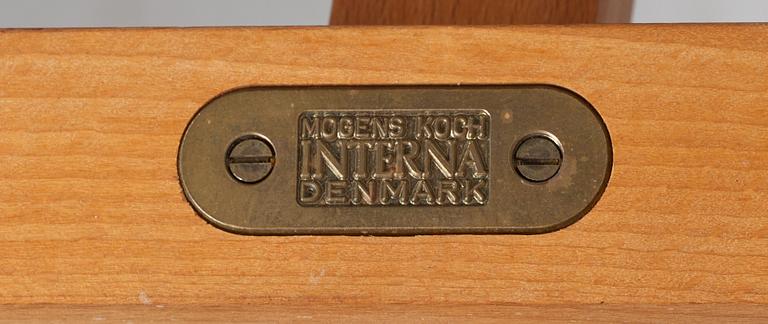 MOGENS KOCH
INTERNA
DENMARK